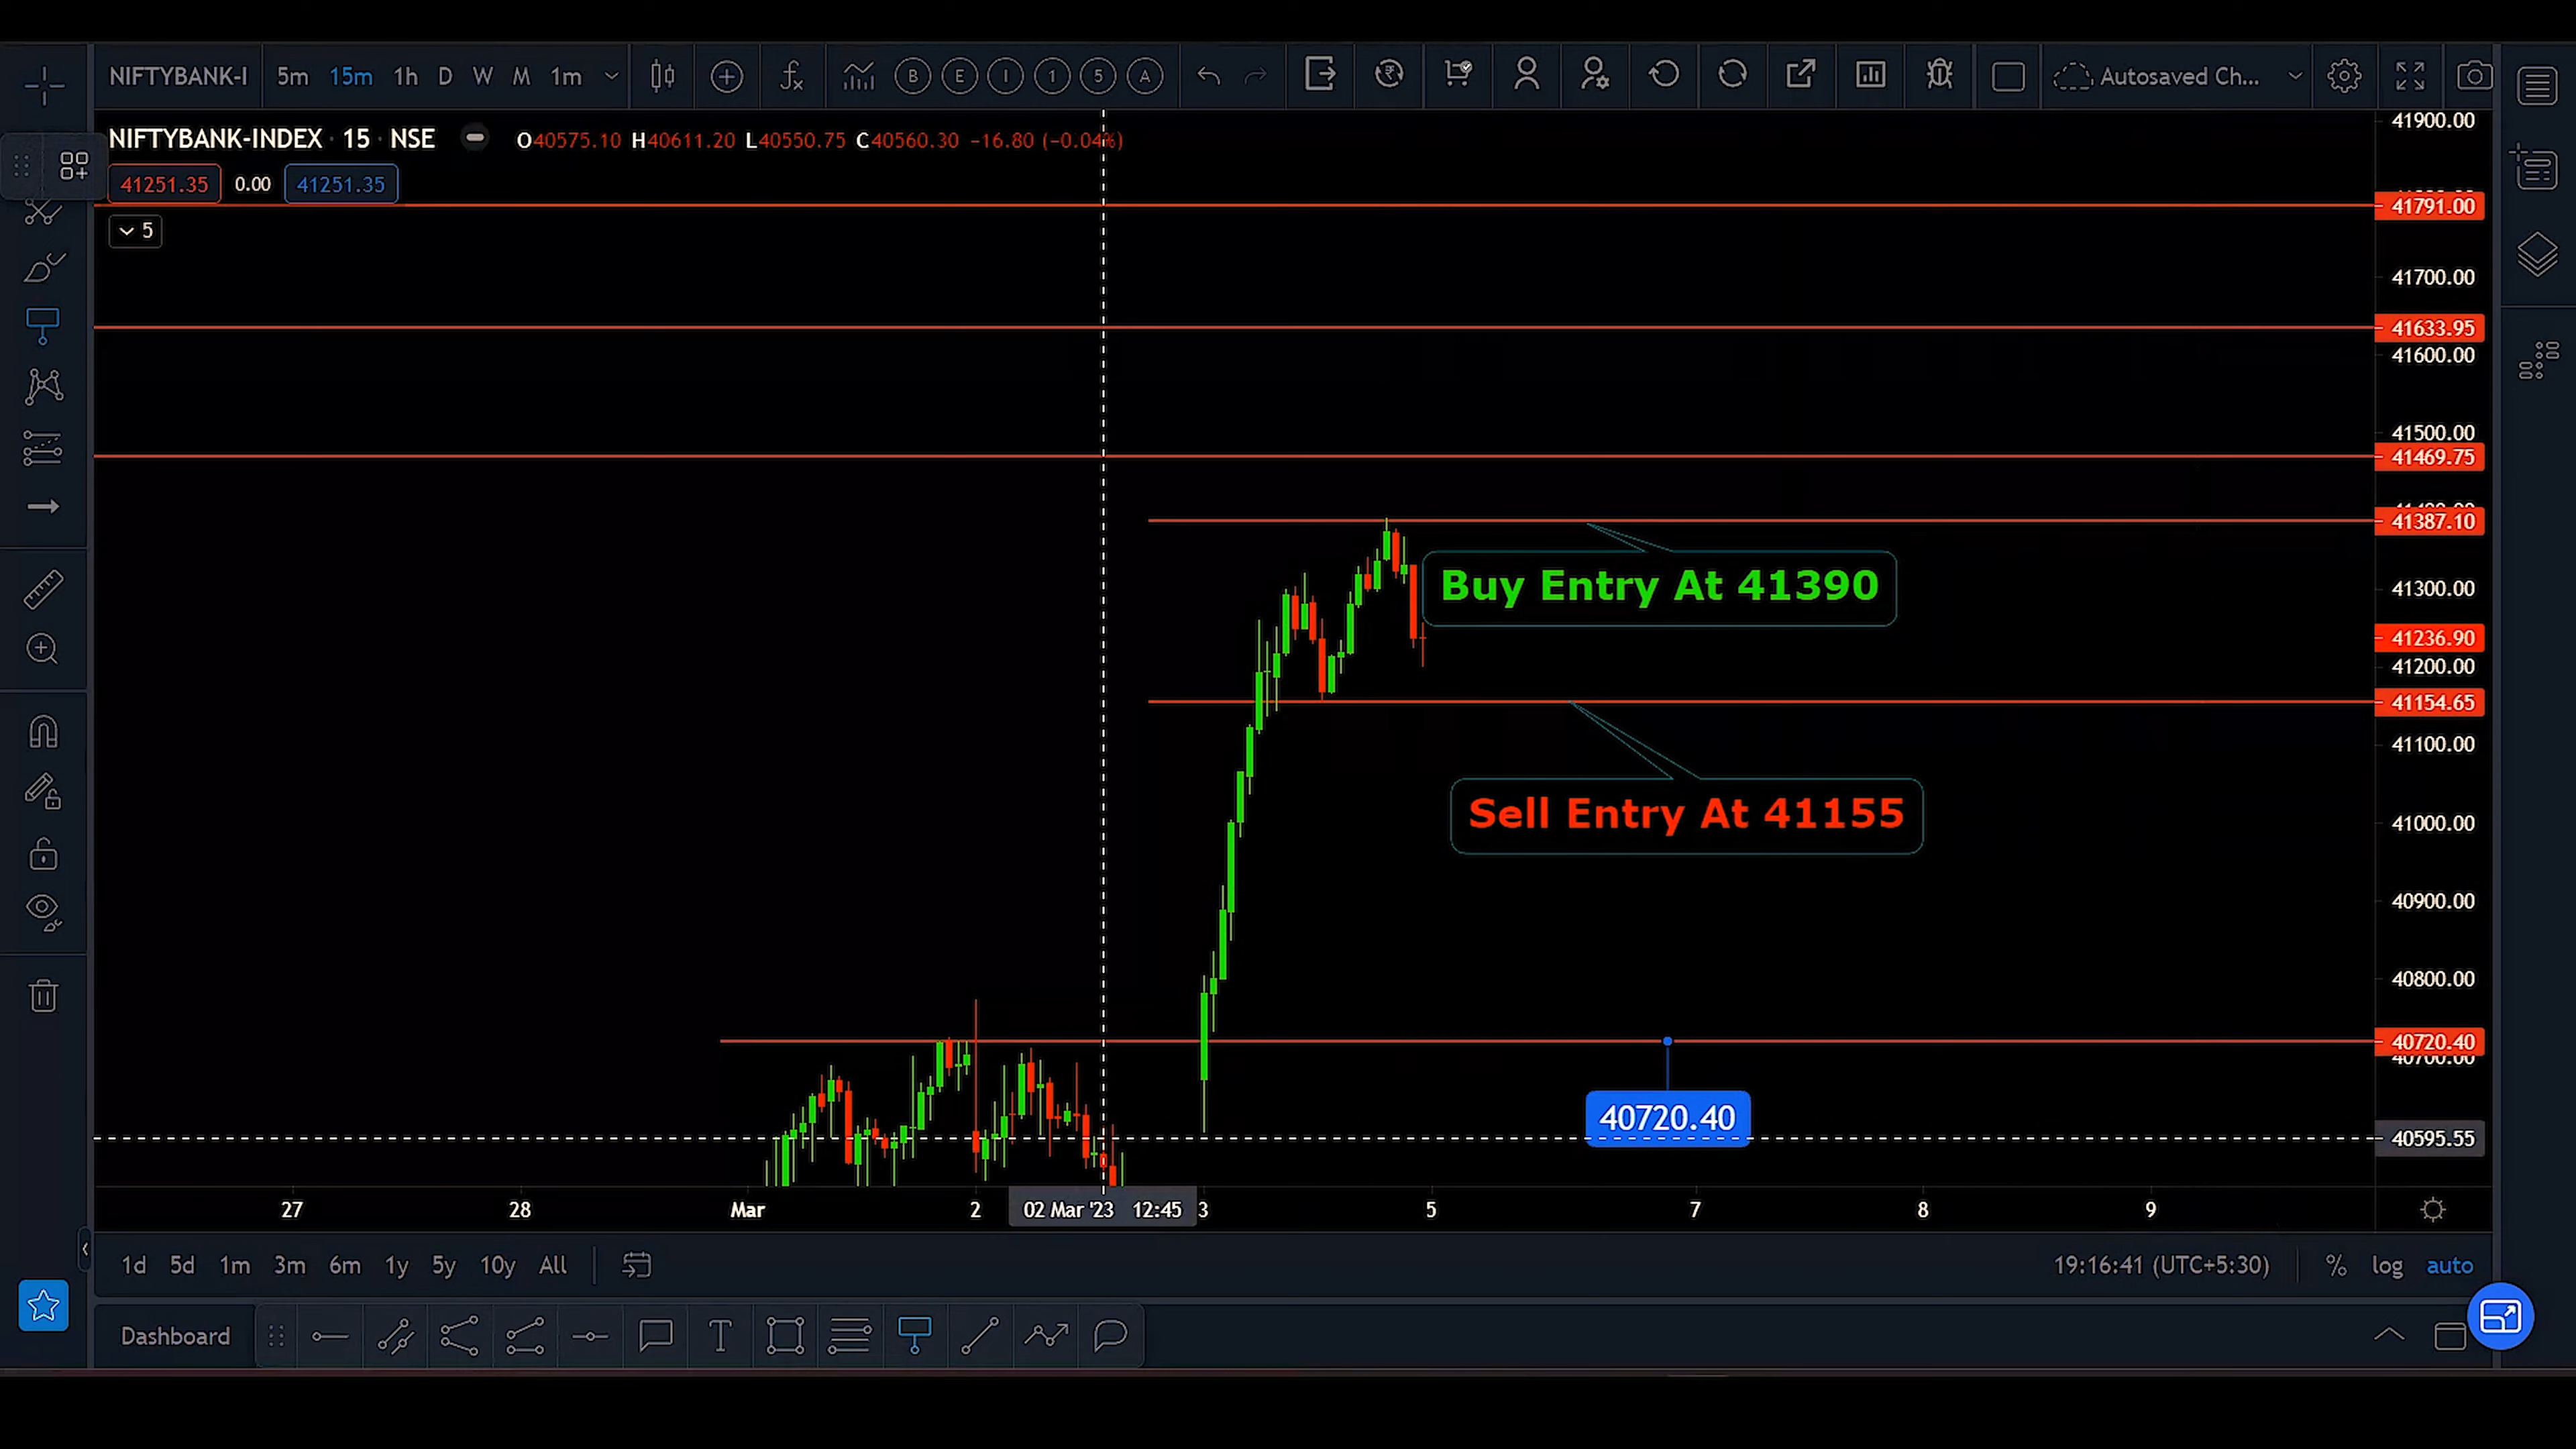 NIFTYBANK-I 5m 15m 1h D W M 1m B E I 1 5 A Autosaved Ch...
NIFTYBANK-INDEX · 15 · NSE O40575.10 H40611.20 L40550.75 C40560.30 −16.80 (−0.04%)
41251.35 0.00 41251.35
5
41900.00
41791.00
41700.00
41633.95
41600.00
41500.00
41469.75
41387.10
Buy Entry At 41390
41300.00
41236.90
41200.00
41154.65
41100.00
Sell Entry At 41155
41000.00
40900.00
40800.00
40720.40
40700.00
40720.40
40595.55
27 28 Mar 2 02 Mar '23 12:45 3 5 7 8 9
1d 5d 1m 3m 6m 1y 5y 10y All 19:16:41 (UTC+5:30) % log auto
Dashboard T